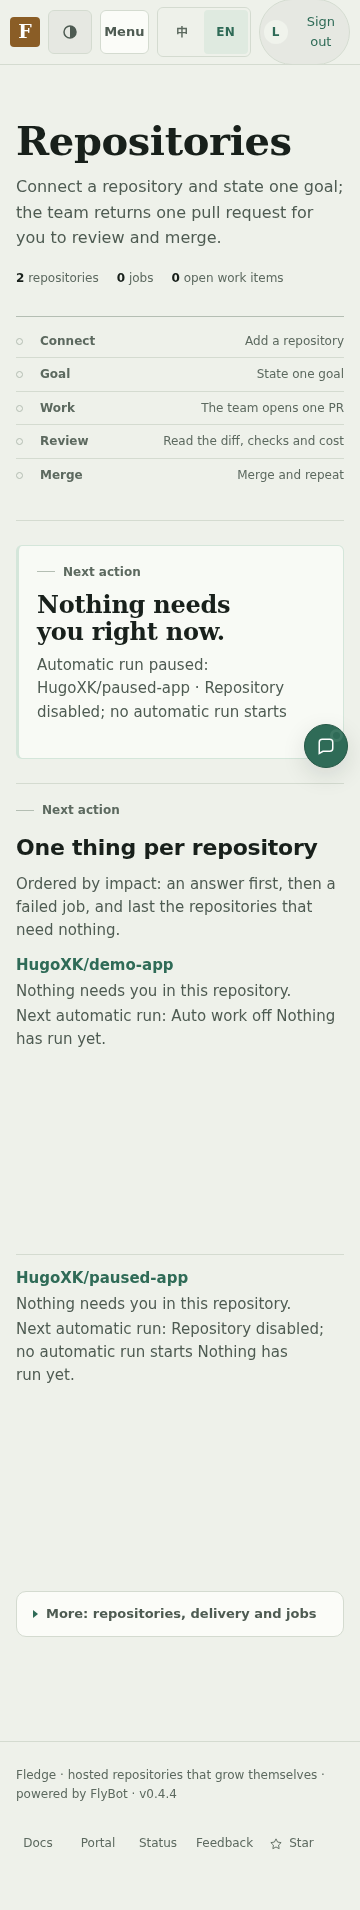 F Menu 中 EN L Sign out
Repositories
Connect a repository and state one goal;
the team returns one pull request for
you to review and merge.
2 repositories 0 jobs 0 open work items
Connect Add a repository
Goal State one goal
Work The team opens one PR
Review Read the diff, checks and cost
Merge Merge and repeat
Next action
Nothing needs
you right now.
Automatic run paused:
HugoXK/paused-app · Repository
disabled; no automatic run starts
Next action
One thing per repository
Ordered by impact: an answer first, then a
failed job, and last the repositories that
need nothing.
HugoXK/demo-app
Nothing needs you in this repository.
Next automatic run: Auto work off Nothing
has run yet.
HugoXK/paused-app
Nothing needs you in this repository.
Next automatic run: Repository disabled;
no automatic run starts Nothing has
run yet.
More: repositories, delivery and jobs
Fledge · hosted repositories that grow themselves ·
powered by FlyBot · v0.4.4
Docs Portal Status Feedback Star